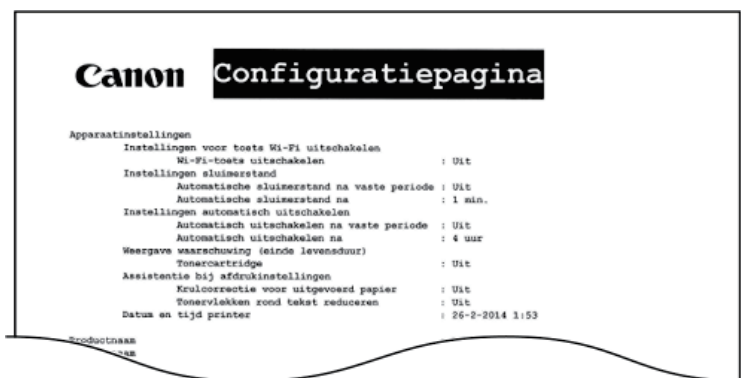 Canon Configuratiepagina
Apparaatinstellingen
Instellingen voor toets Wi-Fi uitschakelen
Wi-Fi-toets uitschakelen : Uit
Instellingen sluimerstand
Automatische sluimerstand na vaste periode : Uit
Automatische sluimerstand na : 1 min.
Instellingen automatisch uitschakelen
Automatisch uitschakelen na vaste periode : Uit
Automatisch uitschakelen na : 4 uur
Weergave waarschuwing (einde levensduur)
Tonercartridge : Uit
Assistentie bij afdrukinstellingen
Krulcorrectie voor uitgevoerd papier : Uit
Tonervlekken rond tekst reduceren : Uit
Datum en tijd printer : 26-2-2014 1:53
Productnaam